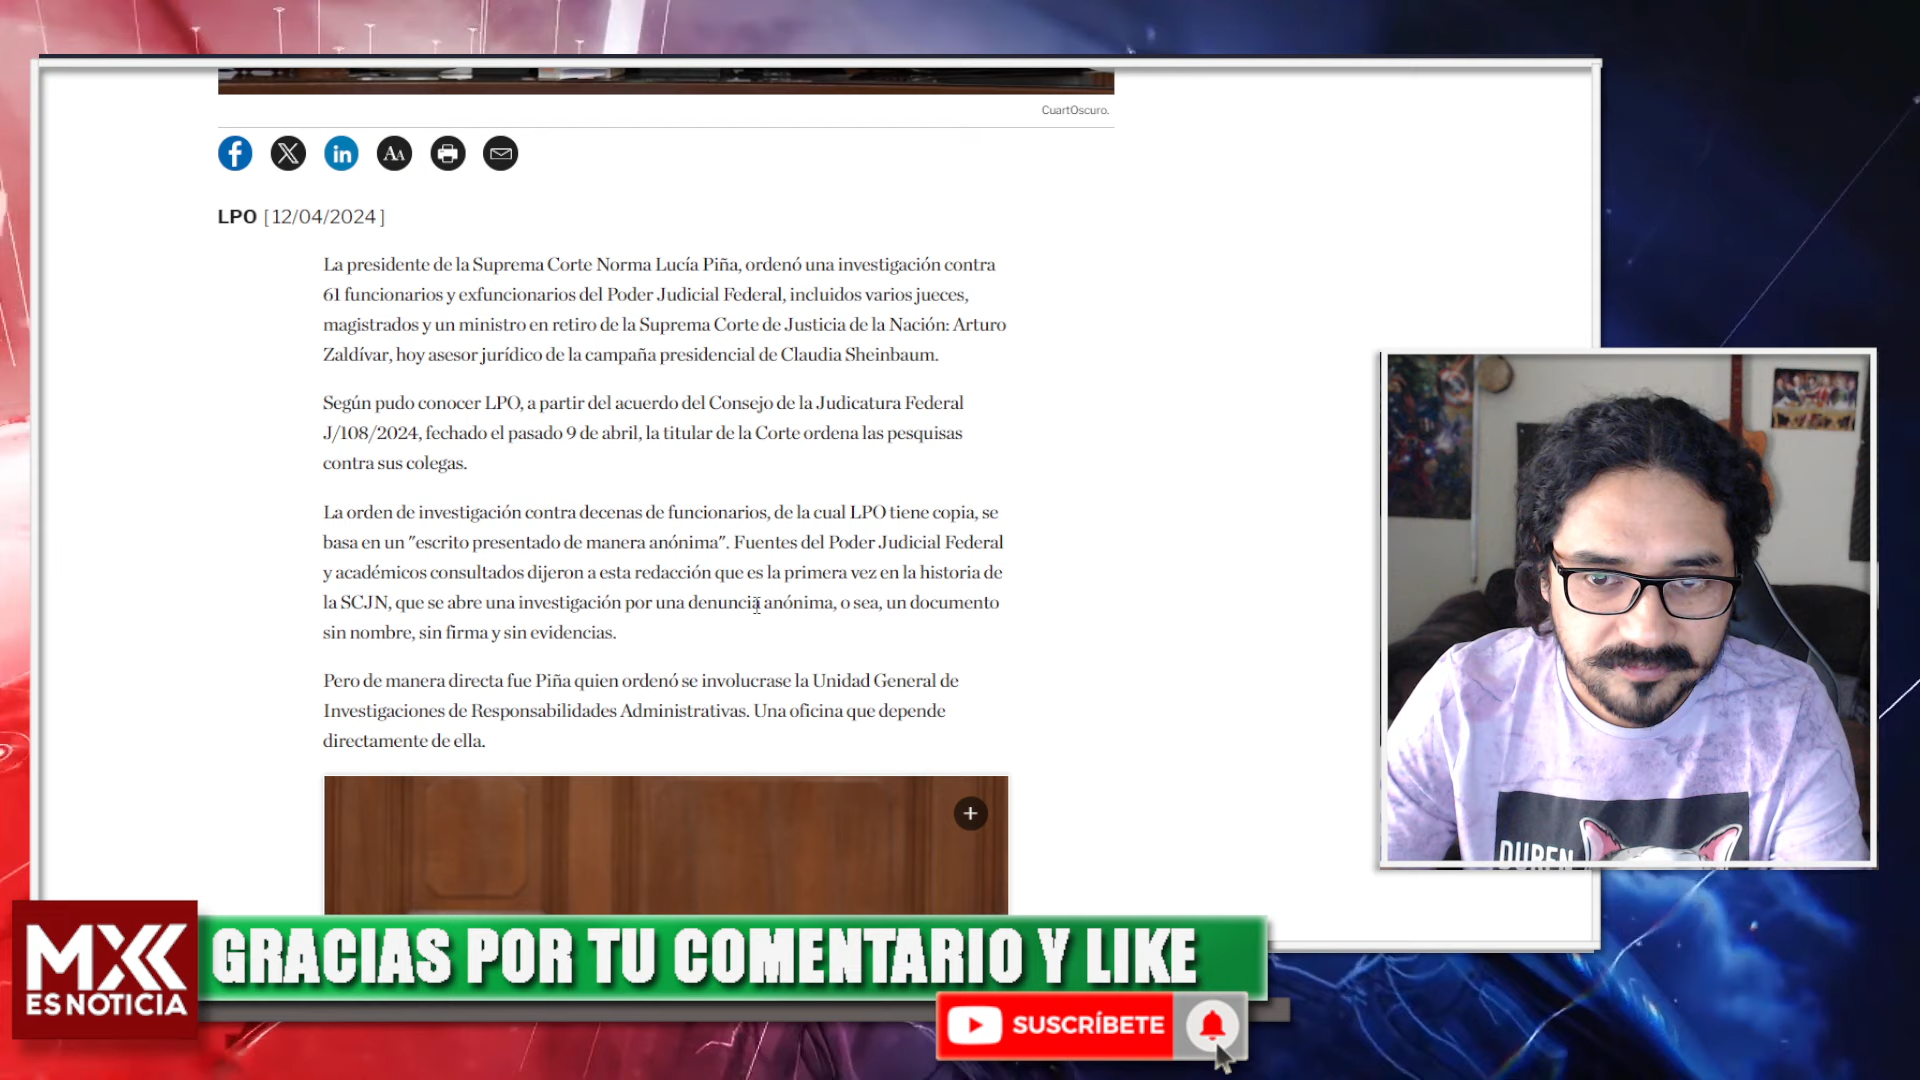 CuartOscuro.
LPO [12/04/2024]
La presidente de la Suprema Corte Norma Lucía Piña, ordenó una investigación contra
61 funcionarios y exfuncionarios del Poder Judicial Federal, incluidos varios jueces,
magistrados y un ministro en retiro de la Suprema Corte de Justicia de la Nación: Arturo
Zaldívar, hoy asesor jurídico de la campaña presidencial de Claudia Sheinbaum.
Según pudo conocer LPO, a partir del acuerdo del Consejo de la Judicatura Federal
J/108/2024, fechado el pasado 9 de abril, la titular de la Corte ordena las pesquisas
contra sus colegas.
La orden de investigación contra decenas de funcionarios, de la cual LPO tiene copia, se
basa en un "escrito presentado de manera anónima". Fuentes del Poder Judicial Federal
y académicos consultados dijeron a esta redacción que es la primera vez en la historia de
la SCJN, que se abre una investigación por una denuncia anónima, o sea, un documento
sin nombre, sin firma y sin evidencias.
Pero de manera directa fue Piña quien ordenó se involucrase la Unidad General de
Investigaciones de Responsabilidades Administrativas. Una oficina que depende
directamente de ella.
DUREN
MX
ES NOTICIA
GRACIAS POR TU COMENTARIO Y LIKE
SUSCRÍBETE